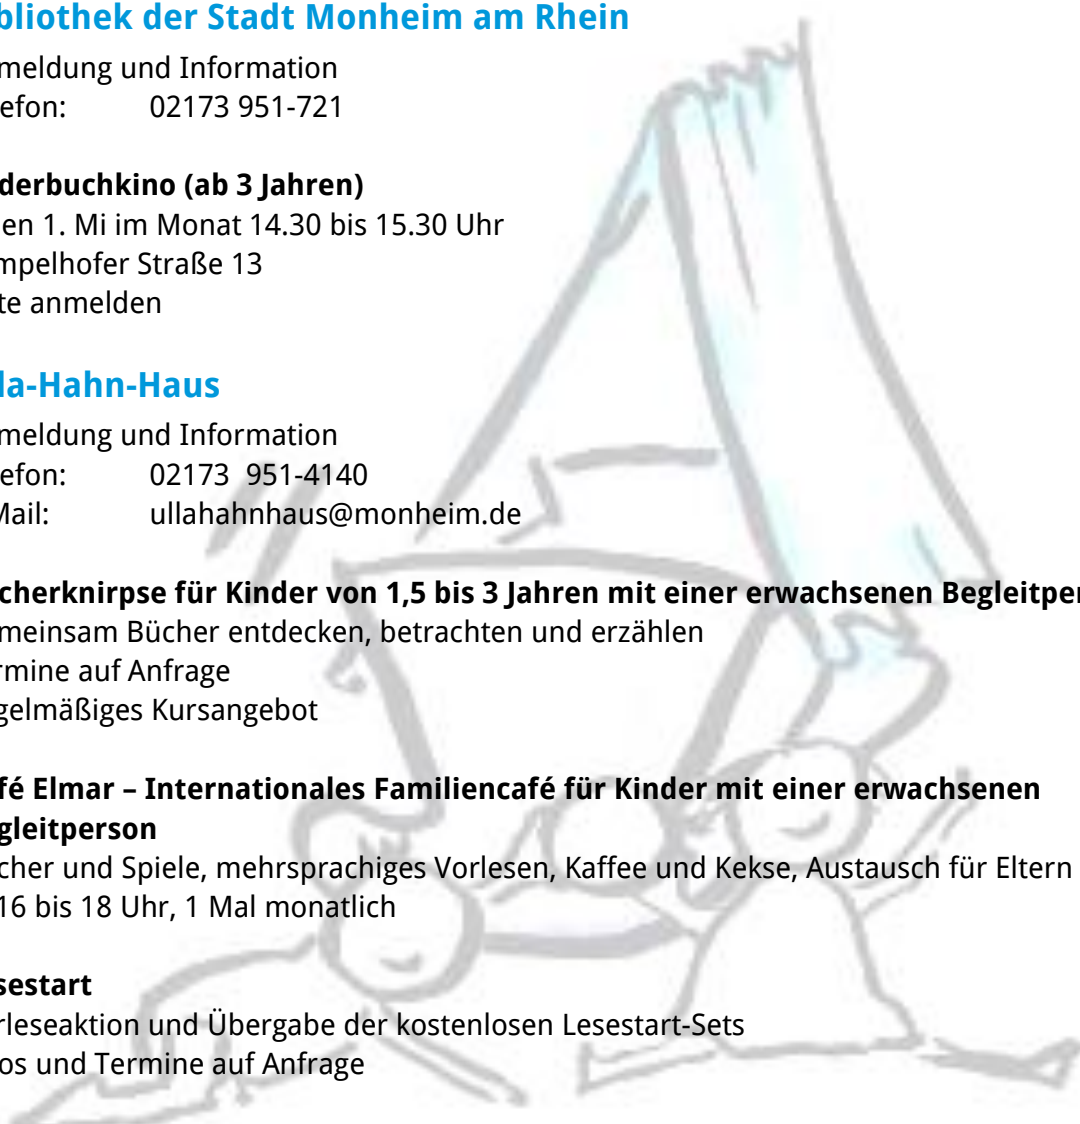 bliothek der Stadt Monheim am Rhein
meldung und Information
efon: 02173 951-721
derbuchkino (ab 3 Jahren)
en 1. Mi im Monat 14.30 bis 15.30 Uhr
mpelhofer Straße 13
te anmelden
la-Hahn-Haus
meldung und Information
efon: 02173 951-4140
Mail: ullahahnhaus@monheim.de
cherknirpse für Kinder von 1,5 bis 3 Jahren mit einer erwachsenen Begleitper
meinsam Bücher entdecken, betrachten und erzählen
rmine auf Anfrage
gelmäßiges Kursangebot
fé Elmar – Internationales Familiencafé für Kinder mit einer erwachsenen
gleitperson
cher und Spiele, mehrsprachiges Vorlesen, Kaffee und Kekse, Austausch für Eltern
16 bis 18 Uhr, 1 Mal monatlich
sestart
rleseaktion und Übergabe der kostenlosen Lesestart-Sets
os und Termine auf Anfrage